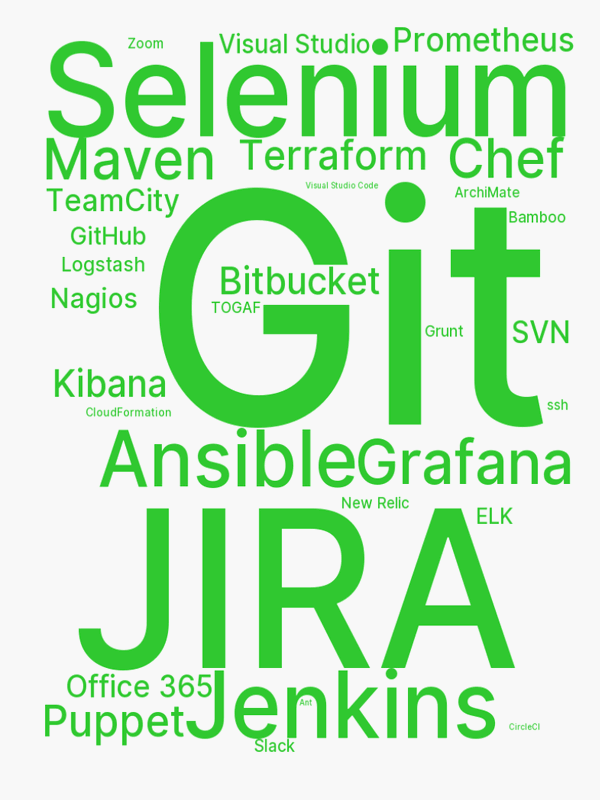 Zoom
Visual Studio
Prometheus
Selenium
Maven
Terraform
Chef
Visual Studio Code
ArchiMate
TeamCity
Bamboo
GitHub
Git
Logstash
Bitbucket
Nagios
TOGAF
Grunt
SVN
Kibana
CloudFormation
ssh
Ansible
Grafana
New Relic
ELK
JIRA
Office 365
Jenkins
Ant
Puppet
CircleCI
Slack